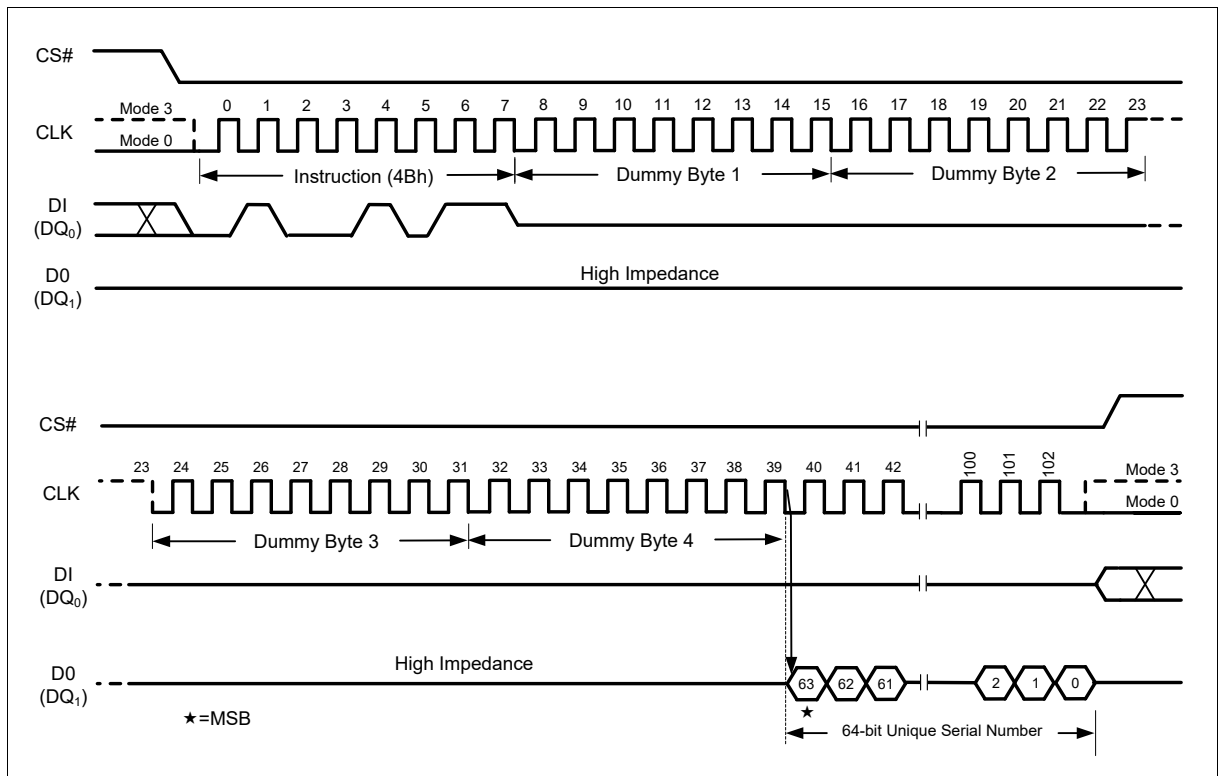 CS#
Mode 3
0 1 2 3 4 5 6 7 8 9 10 11 12 13 14 15 16 17 18 19 20 21 22 23
CLK
Mode 0
Instruction (4Bh) Dummy Byte 1 Dummy Byte 2
DI
(DQ0)
D0
(DQ1)
High Impedance
CS#
23 24 25 26 27 28 29 30 31 32 33 34 35 36 37 38 39 40 41 42 100 101 102
Mode 3
CLK
Mode 0
Dummy Byte 3 Dummy Byte 4
DI
(DQ0)
D0
(DQ1)
High Impedance
63 62 61 2 1 0
★=MSB
★
64-bit Unique Serial Number